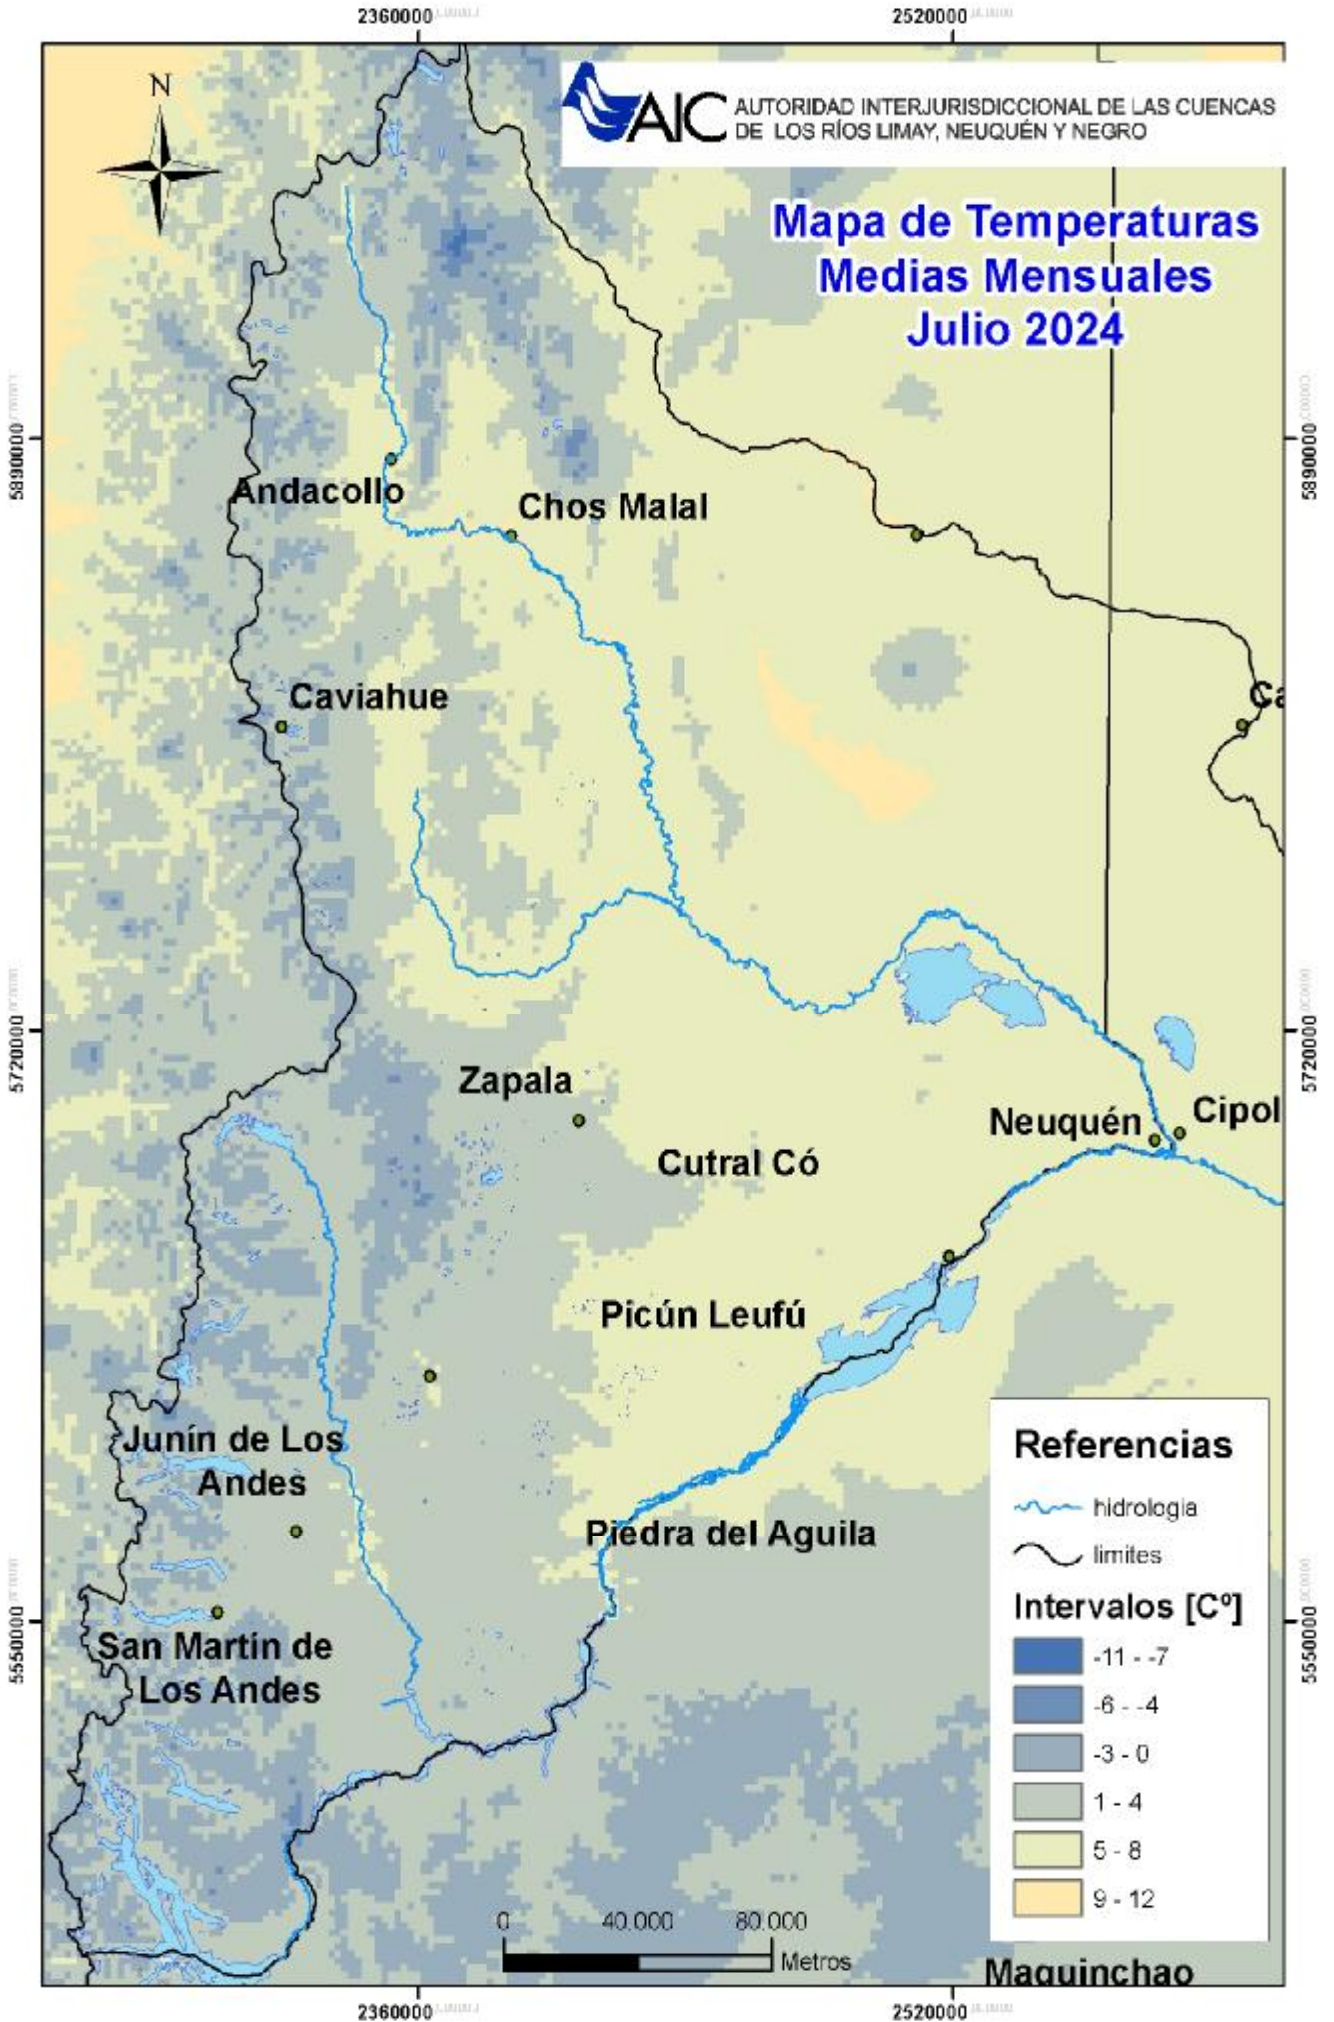 2360000
2520000
N
AIC
AUTORIDAD INTERJURISDICCIONAL DE LAS CUENCAS
DE LOS RÍOS LIMAY, NEUQUÉN Y NEGRO
Mapa de Temperaturas
Medias Mensuales
Julio 2024
5890000
5890000
Andacollo
Chos Malal
Caviahue
Ca
5720000
5720000
Zapala
Neuquén
Cipol
Cutral Có
Picún Leufú
Junín de Los
Andes
Piedra del Aguila
San Martín de
Los Andes
5550000
5550000
Referencias
hidrologia
limites
Intervalos [Cº]
-11 - -7
-6 - -4
-3 - 0
1 - 4
5 - 8
9 - 12
0
40.000
80.000
Metros
Maquinchao
2360000
2520000